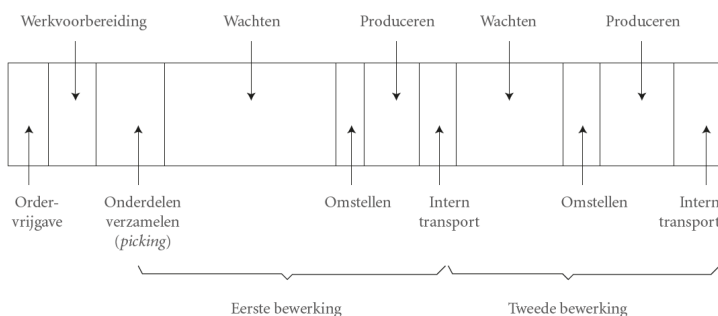 Werkvoorbereiding Wachten Produceren Wachten Produceren
Order- Onderdelen Omstellen Intern Omstellen Intern
vrijgave verzamelen transport transport
(picking)
Eerste bewerking Tweede bewerking